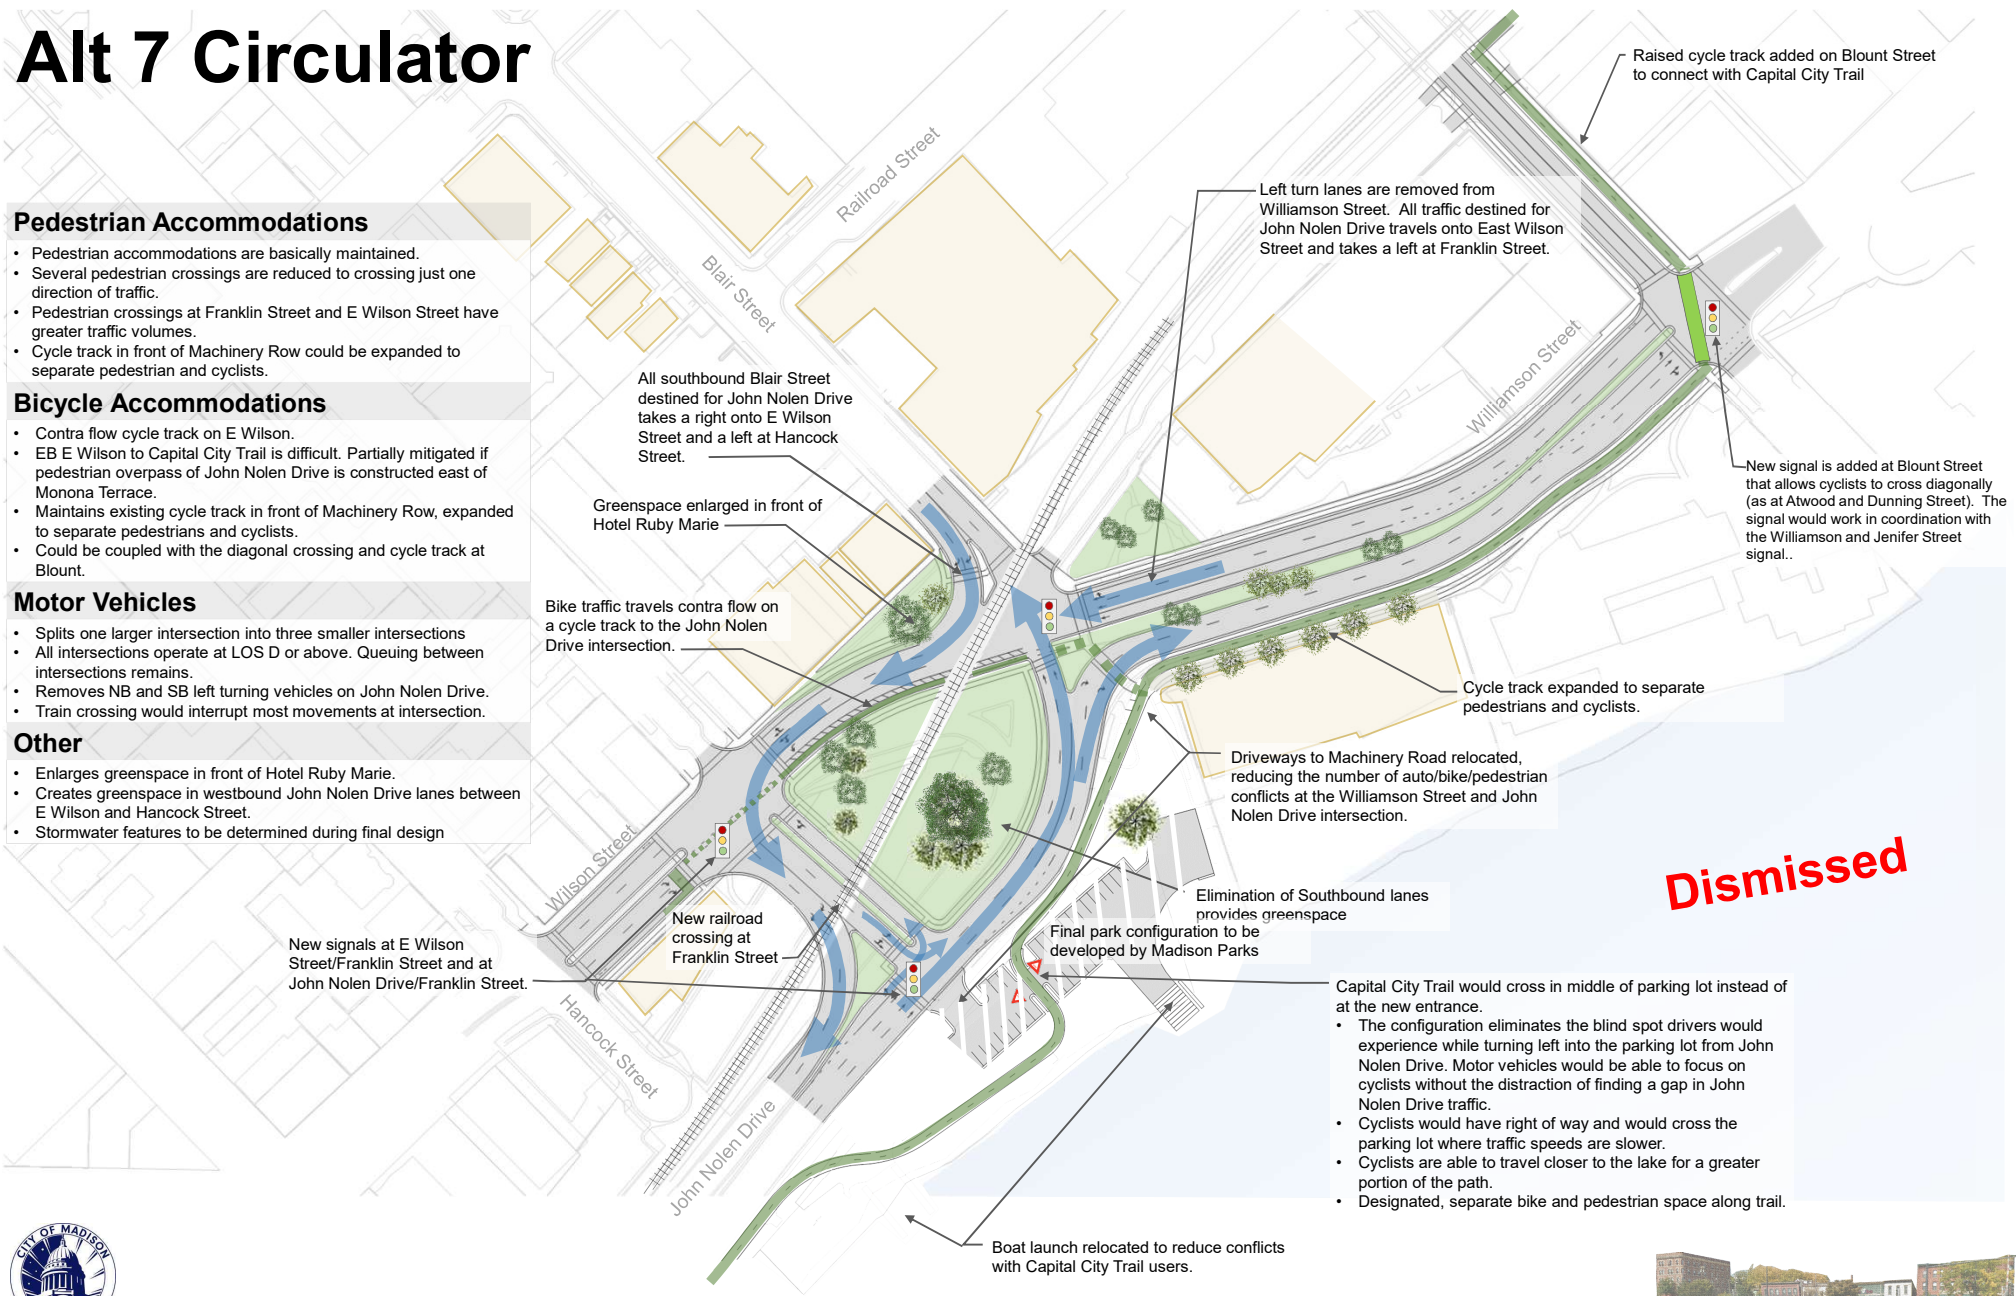 Alt 7 Circulator
Pedestrian Accommodations
• Pedestrian accommodations are basically maintained.
• Several pedestrian crossings are reduced to crossing just one
direction of traffic.
• Pedestrian crossings at Franklin Street and E Wilson Street have
greater traffic volumes.
• Cycle track in front of Machinery Row could be expanded to
separate pedestrian and cyclists.
Bicycle Accommodations
• Contra flow cycle track on E Wilson.
• EB E Wilson to Capital City Trail is difficult. Partially mitigated if
pedestrian overpass of John Nolen Drive is constructed east of
Monona Terrace.
• Maintains existing cycle track in front of Machinery Row, expanded
to separate pedestrians and cyclists.
• Could be coupled with the diagonal crossing and cycle track at
Blount.
Motor Vehicles
• Splits one larger intersection into three smaller intersections
• All intersections operate at LOS D or above. Queuing between
intersections remains.
• Removes NB and SB left turning vehicles on John Nolen Drive.
• Train crossing would interrupt most movements at intersection.
Other
• Enlarges greenspace in front of Hotel Ruby Marie.
• Creates greenspace in westbound John Nolen Drive lanes between
E Wilson and Hancock Street.
• Stormwater features to be determined during final design
Raised cycle track added on Blount Street
to connect with Capital City Trail
Railroad Street
Left turn lanes are removed from
Williamson Street. All traffic destined for
John Nolen Drive travels onto East Wilson
Street and takes a left at Franklin Street.
Blair Street
Williamson Street
All southbound Blair Street
destined for John Nolen Drive
takes a right onto E Wilson
Street and a left at Hancock
Street.
Greenspace enlarged in front of
Hotel Ruby Marie
New signal is added at Blount Street
that allows cyclists to cross diagonally
(as at Atwood and Dunning Street). The
signal would work in coordination with
the Williamson and Jenifer Street
signal..
Bike traffic travels contra flow on
a cycle track to the John Nolen
Drive intersection.
Cycle track expanded to separate
pedestrians and cyclists.
Driveways to Machinery Road relocated,
reducing the number of auto/bike/pedestrian
conflicts at the Williamson Street and John
Nolen Drive intersection.
Dismissed
Wilson Street
Elimination of Southbound lanes
provides greenspace
New railroad
crossing at
Franklin Street
Final park configuration to be
developed by Madison Parks
New signals at E Wilson
Street/Franklin Street and at
John Nolen Drive/Franklin Street.
Capital City Trail would cross in middle of parking lot instead of
at the new entrance.
• The configuration eliminates the blind spot drivers would
experience while turning left into the parking lot from John
Nolen Drive. Motor vehicles would be able to focus on
cyclists without the distraction of finding a gap in John
Nolen Drive traffic.
• Cyclists would have right of way and would cross the
parking lot where traffic speeds are slower.
• Cyclists are able to travel closer to the lake for a greater
portion of the path.
• Designated, separate bike and pedestrian space along trail.
Hancock Street
John Nolen Drive
Boat launch relocated to reduce conflicts
with Capital City Trail users.
CITY OF MADISON